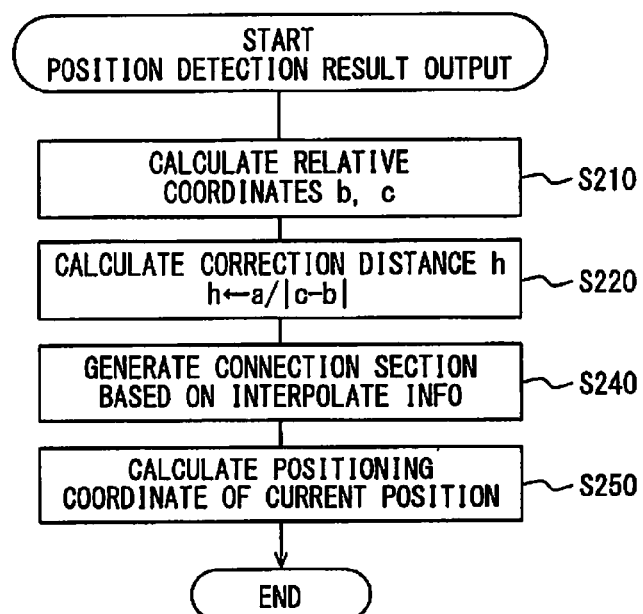 START
POSITION DETECTION RESULT OUTPUT
CALCULATE RELATIVE
COORDINATES b, c
S210
CALCULATE CORRECTION DISTANCE h
h←a/|c-b|
S220
GENERATE CONNECTION SECTION
BASED ON INTERPOLATE INFO
S240
CALCULATE POSITIONING
COORDINATE OF CURRENT POSITION
S250
END